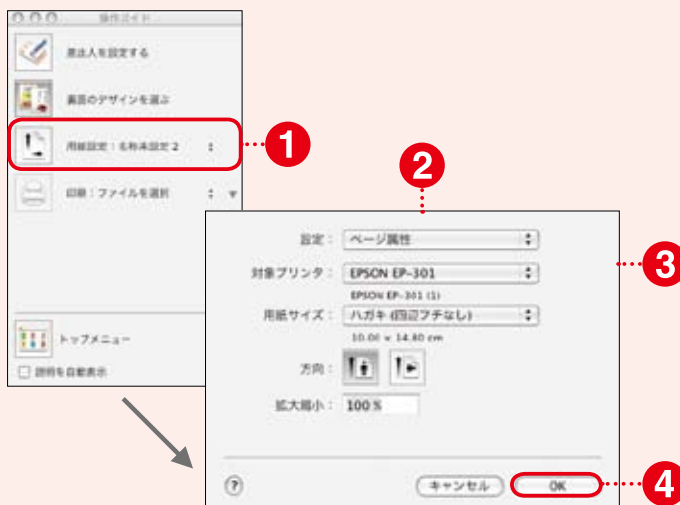 操作ガイド
差出人を設定する
裏面のデザインを選ぶ
用紙設定：名称未設定 2
1
印刷：ファイルを選択
トップメニュー
説明を自動表示
2
設定： ページ属性
3
対象プリンタ： EPSON EP-301
EPSON EP-301 (1)
用紙サイズ： ハガキ (四辺フチなし)
10.00 × 14.80 cm
方向：
拡大縮小： 100 %
?
キャンセル OK
4